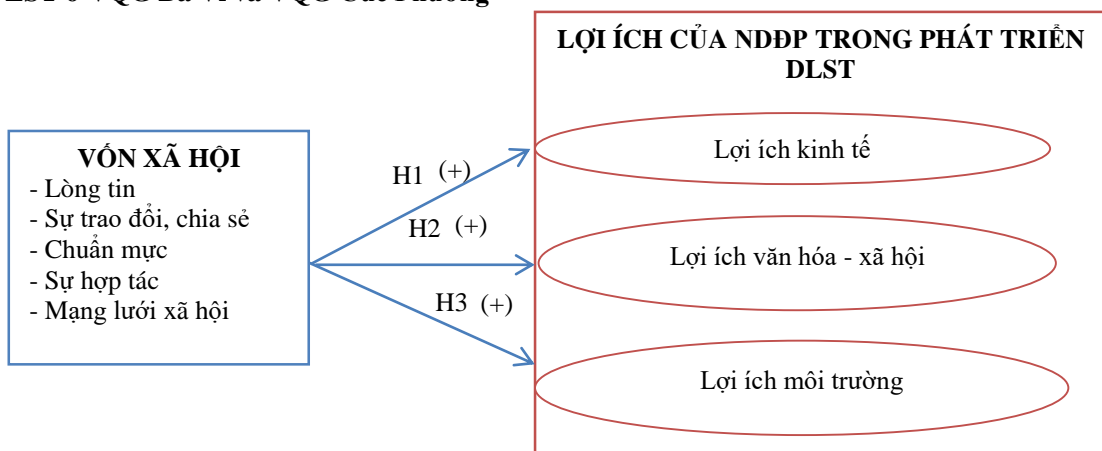 LỢI ÍCH CỦA NDĐP TRONG PHÁT TRIỂN
DLST
VỐN XÃ HỘI
- Lòng tin
- Sự trao đổi, chia sẻ
- Chuẩn mực
- Sự hợp tác
- Mạng lưới xã hội
H1 (+)
H2 (+)
H3 (+)
Lợi ích kinh tế
Lợi ích văn hóa - xã hội
Lợi ích môi trường